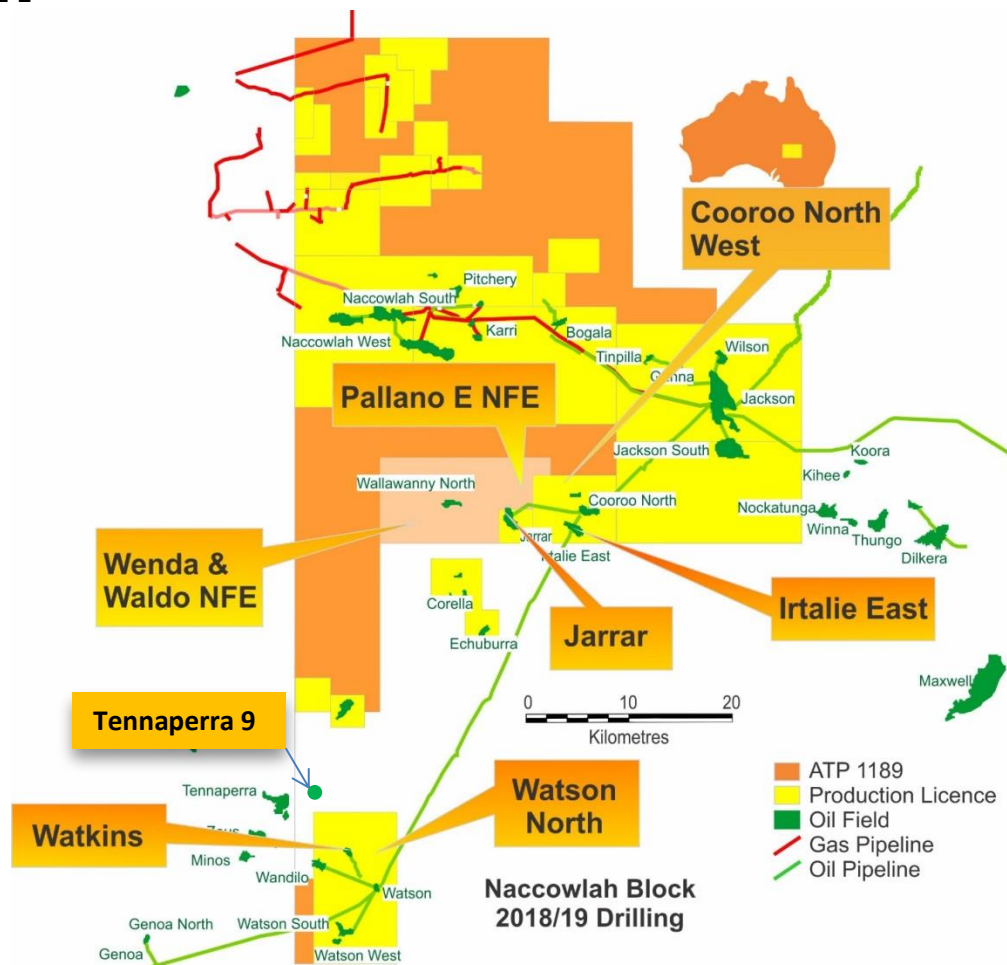 Cooroo North
West
Pitchery
Naccowlah South
Karri
Bogala
Naccowlah West
Tinpilla
Wilson
Jackson
Pallano E NFE
Jackson South
Koora
Kihee
Wallawanny North
Cooroo North
Nockatunga
Winna
Thungo
Dilkera
Jarrar
Irtalie East
Wenda &
Waldo NFE
Corella
Echuburra
Jarrar
Irtalie East
Maxwell
0 10 20
Kilometres
Tennaperra 9
ATP 1189
Production Licence
Oil Field
Gas Pipeline
Oil Pipeline
Tennaperra
Watson
North
Watkins
Minos
Wandilo
Watson
Naccowlah Block
2018/19 Drilling
Genoa North
Watson South
Genoa
Watson West